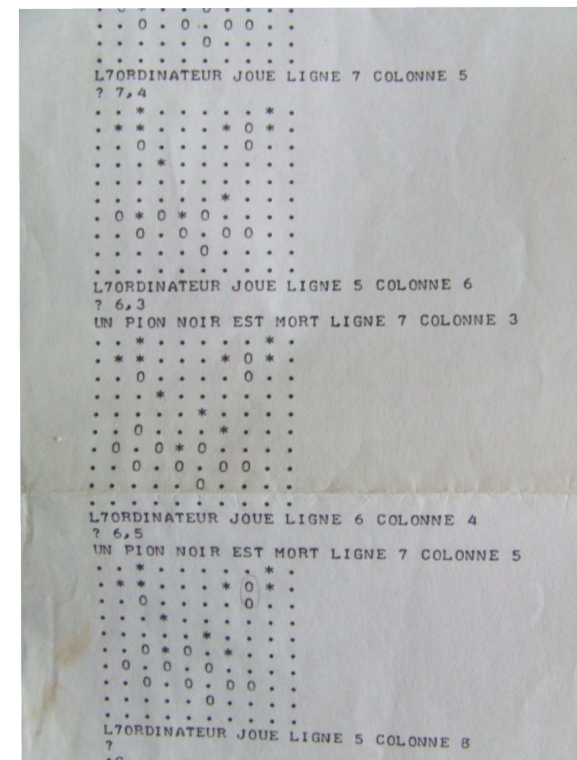 . . O . O . O O . .
. . . . . O . . . .
. . . . . . . . . .
L7ORDINATEUR JOUE LIGNE 7 COLONNE 5
? 7,4
. . * . . . . . * .
. * * . . . * O * .
. . O . . . . O . .
. . . * . . . . . .
. . . . . . . . . .
. . . . . . * . . .
. O * O * O . . . .
. . O . O . O O . .
. . . . . O . . . .
. . . . . . . . . .
L7ORDINATEUR JOUE LIGNE 5 COLONNE 6
? 6,3
UN PION NOIR EST MORT LIGNE 7 COLONNE 3
. . * . . . . . * .
. * * . . . * O * .
. . O . . . . O . .
. . . * . . . . . .
. . . . . * . . . .
. . O . . . * . . .
. O . O * O . . . .
. . O . O . O O . .
. . . . . O . . . .
. . . . . . . . . .
L7ORDINATEUR JOUE LIGNE 6 COLONNE 4
? 6,5
UN PION NOIR EST MORT LIGNE 7 COLONNE 5
. . * . . . . . * .
. * * . . . * O * .
. . O . . . . O . .
. . . * . . . . . .
. . . . . * . . . .
. . O * O . * . . .
. O . O . O . . . .
. . O . O . O O . .
. . . . . O . . . .
. . . . . . . . . .
L7ORDINATEUR JOUE LIGNE 5 COLONNE 8
?